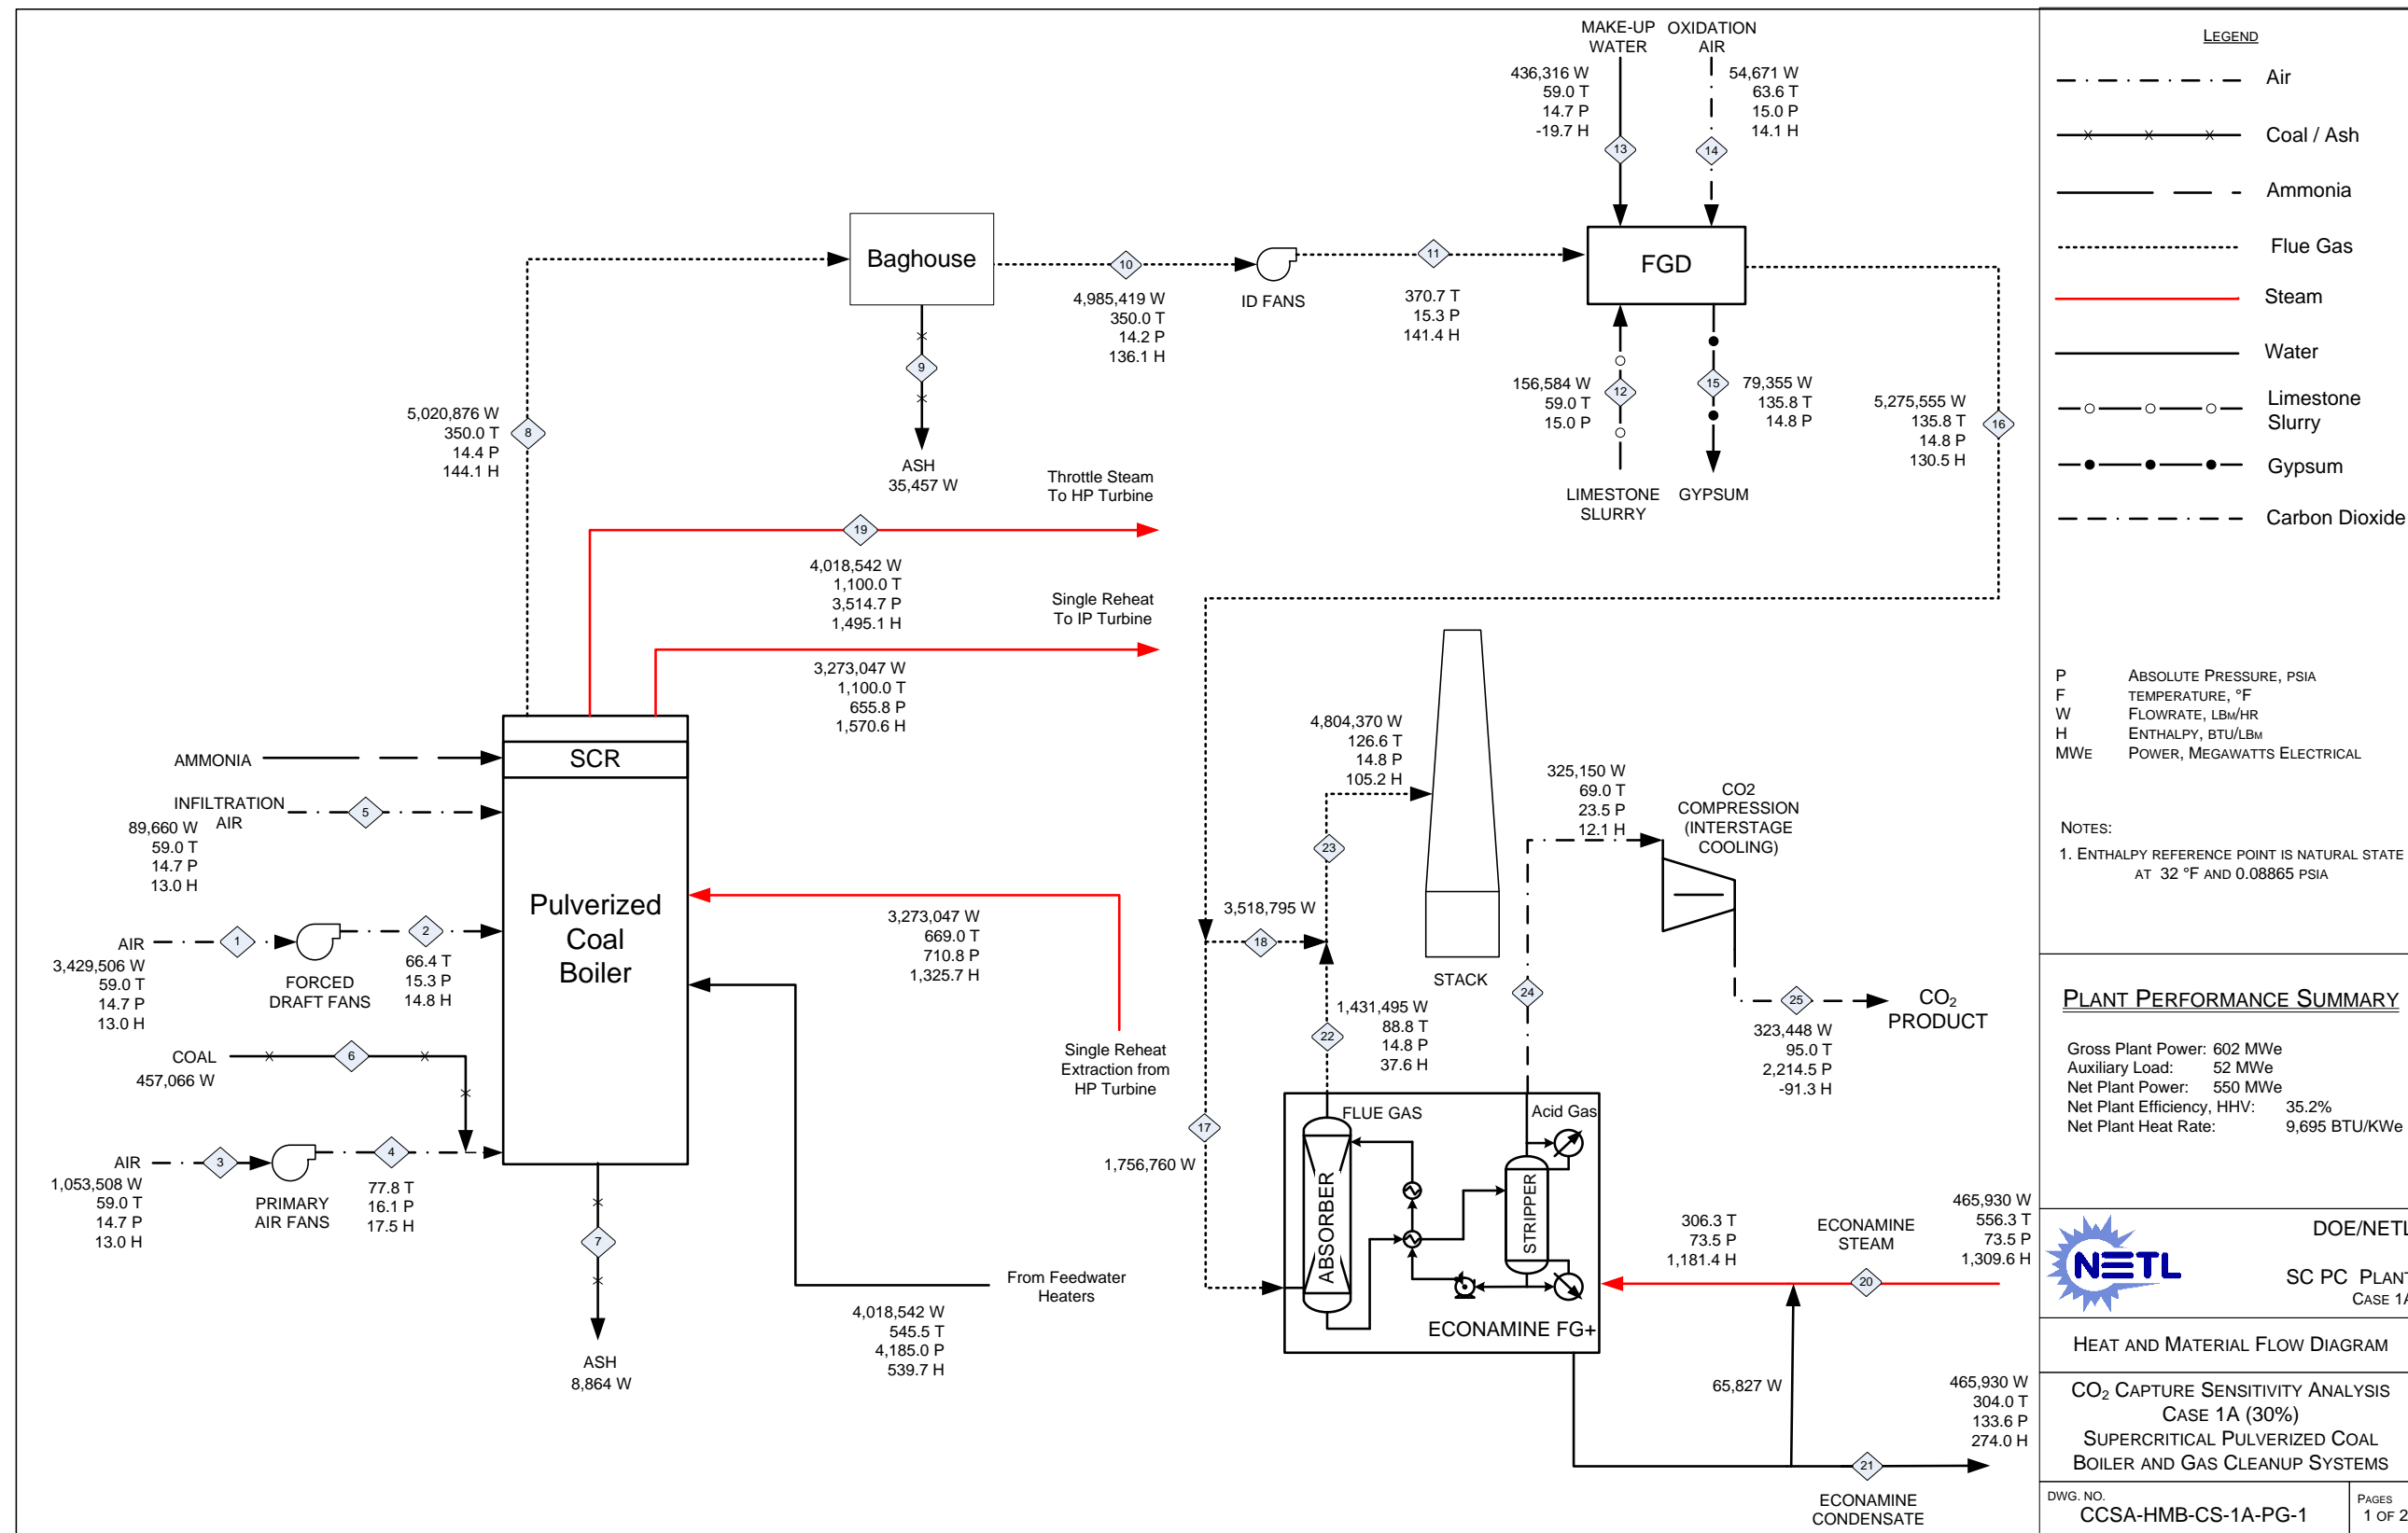 MAKE-UP
WATER
OXIDATION
AIR
436,316 W
59.0 T
14.7 P
-19.7 H
54,671 W
63.6 T
15.0 P
14.1 H
13
14
Baghouse
10
4,985,419 W
350.0 T
14.2 P
136.1 H
ID FANS
11
370.7 T
15.3 P
141.4 H
FGD
9
ASH
35,457 W
5,020,876 W
350.0 T
14.4 P
144.1 H
8
156,584 W
59.0 T
15.0 P
12
LIMESTONE
SLURRY
15
79,355 W
135.8 T
14.8 P
GYPSUM
5,275,555 W
135.8 T
14.8 P
130.5 H
16
Throttle Steam
To HP Turbine
19
4,018,542 W
1,100.0 T
3,514.7 P
1,495.1 H
Single Reheat
To IP Turbine
3,273,047 W
1,100.0 T
655.8 P
1,570.6 H
AMMONIA
SCR
INFILTRATION
AIR
5
89,660 W
59.0 T
14.7 P
13.0 H
Pulverized
Coal
Boiler
AIR
1
3,429,506 W
59.0 T
14.7 P
13.0 H
FORCED
DRAFT FANS
2
66.4 T
15.3 P
14.8 H
COAL
6
457,066 W
AIR
3
1,053,508 W
59.0 T
14.7 P
13.0 H
PRIMARY
AIR FANS
4
77.8 T
16.1 P
17.5 H
7
ASH
8,864 W
3,273,047 W
669.0 T
710.8 P
1,325.7 H
Single Reheat
Extraction from
HP Turbine
From Feedwater
Heaters
4,018,542 W
545.5 T
4,185.0 P
539.7 H
4,804,370 W
126.6 T
14.8 P
105.2 H
23
3,518,795 W
18
STACK
1,431,495 W
88.8 T
14.8 P
37.6 H
22
17
1,756,760 W
325,150 W
69.0 T
23.5 P
12.1 H
24
CO2
COMPRESSION
(INTERSTAGE
COOLING)
25
CO₂
PRODUCT
323,448 W
95.0 T
2,214.5 P
-91.3 H
FLUE GAS
Acid Gas
ABSORBER
STRIPPER
ECONAMINE FG+
306.3 T
73.5 P
1,181.4 H
ECONAMINE
STEAM
20
465,930 W
556.3 T
73.5 P
1,309.6 H
65,827 W
465,930 W
304.0 T
133.6 P
274.0 H
21
ECONAMINE
CONDENSATE
LEGEND
Air
Coal / Ash
Ammonia
Flue Gas
Steam
Water
Limestone
Slurry
Gypsum
Carbon Dioxide
P ABSOLUTE PRESSURE, PSIA
F TEMPERATURE, °F
W FLOWRATE, LBM/HR
H ENTHALPY, BTU/LBM
MWE POWER, MEGAWATTS ELECTRICAL
NOTES:
1. ENTHALPY REFERENCE POINT IS NATURAL STATE
AT 32 °F AND 0.08865 PSIA
PLANT PERFORMANCE SUMMARY
Gross Plant Power: 602 MWe
Auxiliary Load: 52 MWe
Net Plant Power: 550 MWe
Net Plant Efficiency, HHV: 35.2%
Net Plant Heat Rate: 9,695 BTU/KWe
NETL
DOE/NETL
SC PC PLANT
CASE 1A
HEAT AND MATERIAL FLOW DIAGRAM
CO₂ CAPTURE SENSITIVITY ANALYSIS
CASE 1A (30%)
SUPERCRITICAL PULVERIZED COAL
BOILER AND GAS CLEANUP SYSTEMS
DWG. NO.
CCSA-HMB-CS-1A-PG-1
PAGES
1 OF 2